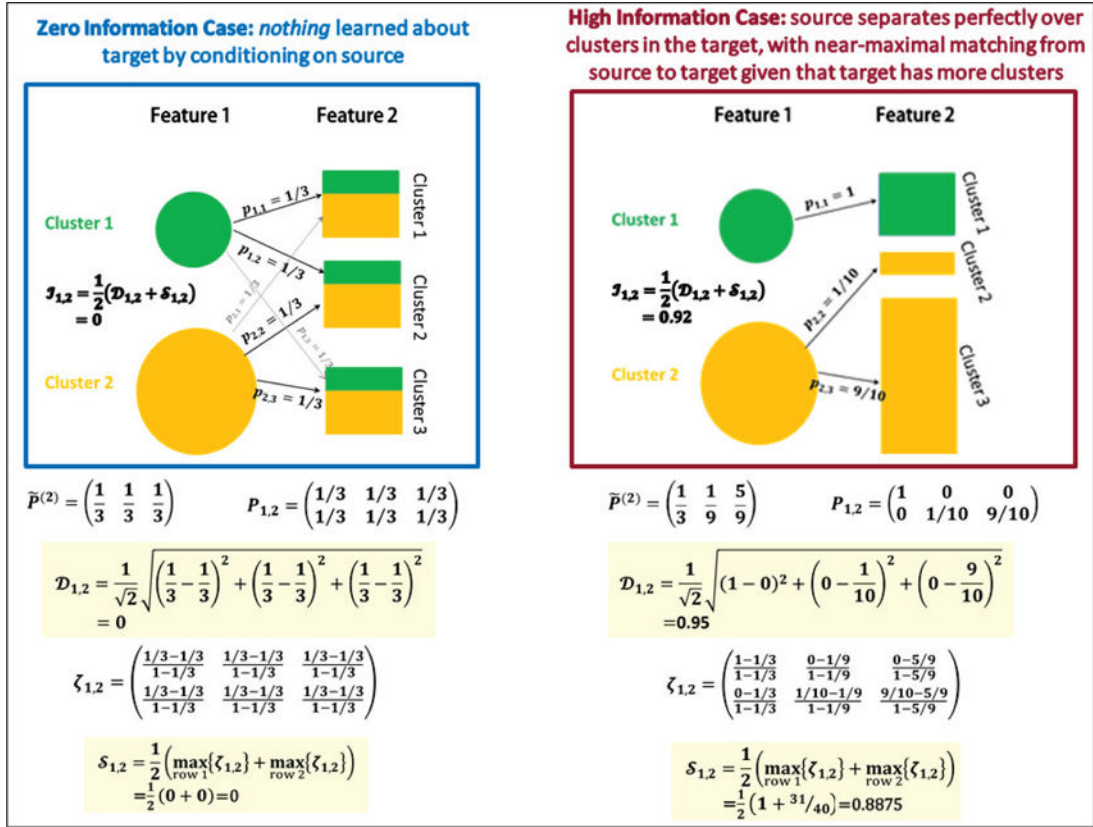 Zero Information Case: nothing learned about
target by conditioning on source
Feature 1 Feature 2
Cluster 1
p₁,₁ = 1/3
p₁,₂ = 1/3
p₁,₃ = 1/3
Cluster 1
𝓘₁,₂ = 1/2(𝓓₁,₂ + 𝓢₁,₂)
= 0
p₂,₁ = 1/3
p₂,₂ = 1/3
Cluster 2
Cluster 2
p₂,₃ = 1/3
Cluster 3
P̃⁽²⁾ = (1/3 1/3 1/3)
P₁,₂ = (1/3 1/3 1/3
1/3 1/3 1/3)
𝓓₁,₂ = 1/√2 √((1/3 − 1/3)² + (1/3 − 1/3)² + (1/3 − 1/3)²)
= 0
ζ₁,₂ = ((1/3−1/3)/(1−1/3) (1/3−1/3)/(1−1/3) (1/3−1/3)/(1−1/3)
(1/3−1/3)/(1−1/3) (1/3−1/3)/(1−1/3) (1/3−1/3)/(1−1/3))
𝓢₁,₂ = 1/2 (max row 1 {ζ₁,₂} + max row 2 {ζ₁,₂})
= 1/2 (0 + 0)=0
High Information Case: source separates perfectly over
clusters in the target, with near-maximal matching from
source to target given that target has more clusters
Feature 1 Feature 2
Cluster 1
p₁,₁ = 1
Cluster 1
𝓘₁,₂ = 1/2(𝓓₁,₂ + 𝓢₁,₂)
= 0.92
p₂,₂ = 1/10
Cluster 2
Cluster 2
p₂,₃ = 9/10
Cluster 3
P̃⁽²⁾ = (1/3 1/9 5/9)
P₁,₂ = (1 0 0
0 1/10 9/10)
𝓓₁,₂ = 1/√2 √((1 − 0)² + (0 − 1/10)² + (0 − 9/10)²)
=0.95
ζ₁,₂ = ((1−1/3)/(1−1/3) (0−1/9)/(1−1/9) (0−5/9)/(1−5/9)
(0−1/3)/(1−1/3) (1/10−1/9)/(1−1/9) (9/10−5/9)/(1−5/9))
𝓢₁,₂ = 1/2 (max row 1 {ζ₁,₂} + max row 2 {ζ₁,₂})
= 1/2 (1 + 31/40)=0.8875